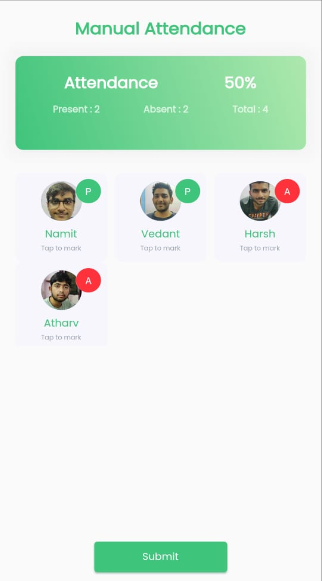 Manual Attendance
Attendance 50%
Present : 2 Absent : 2 Total : 4
P P A
Namit Vedant Harsh
Tap to mark Tap to mark Tap to mark
A
Atharv
Tap to mark
Submit